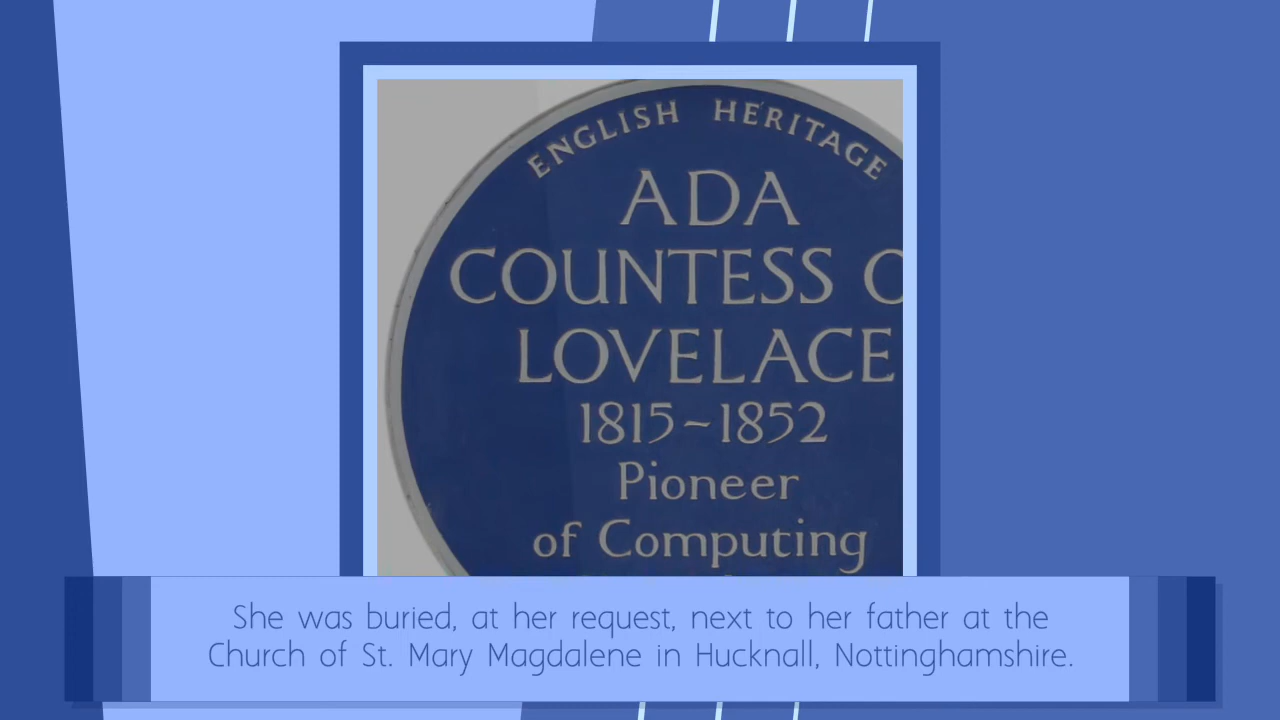 ENGLISH HERITAGE
ADA
COUNTESS
LOVELACE
1815–1852
Pioneer
of Computing
She was buried, at her request, next to her father at the
Church of St. Mary Magdalene in Hucknall, Nottinghamshire.